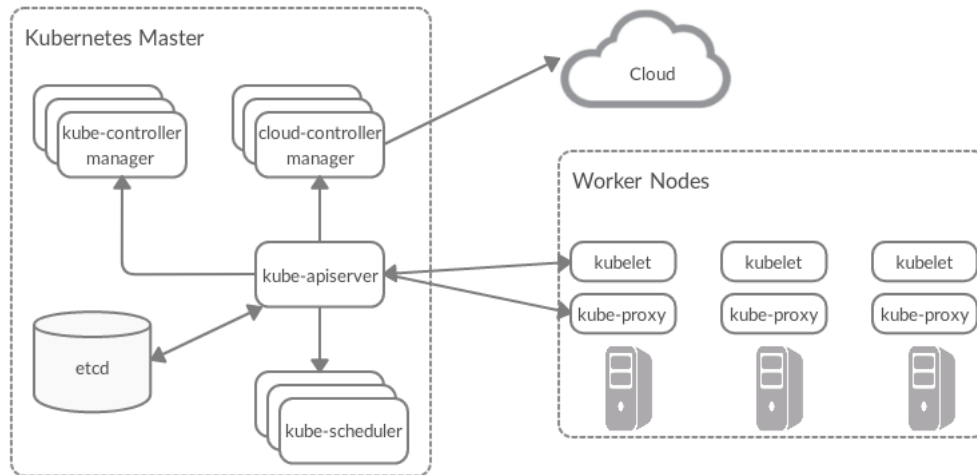 Kubernetes Master
kube-controller
manager
cloud-controller
manager
Cloud
Worker Nodes
kube-apiserver
kubelet
kubelet
kubelet
kube-proxy
kube-proxy
kube-proxy
etcd
kube-scheduler